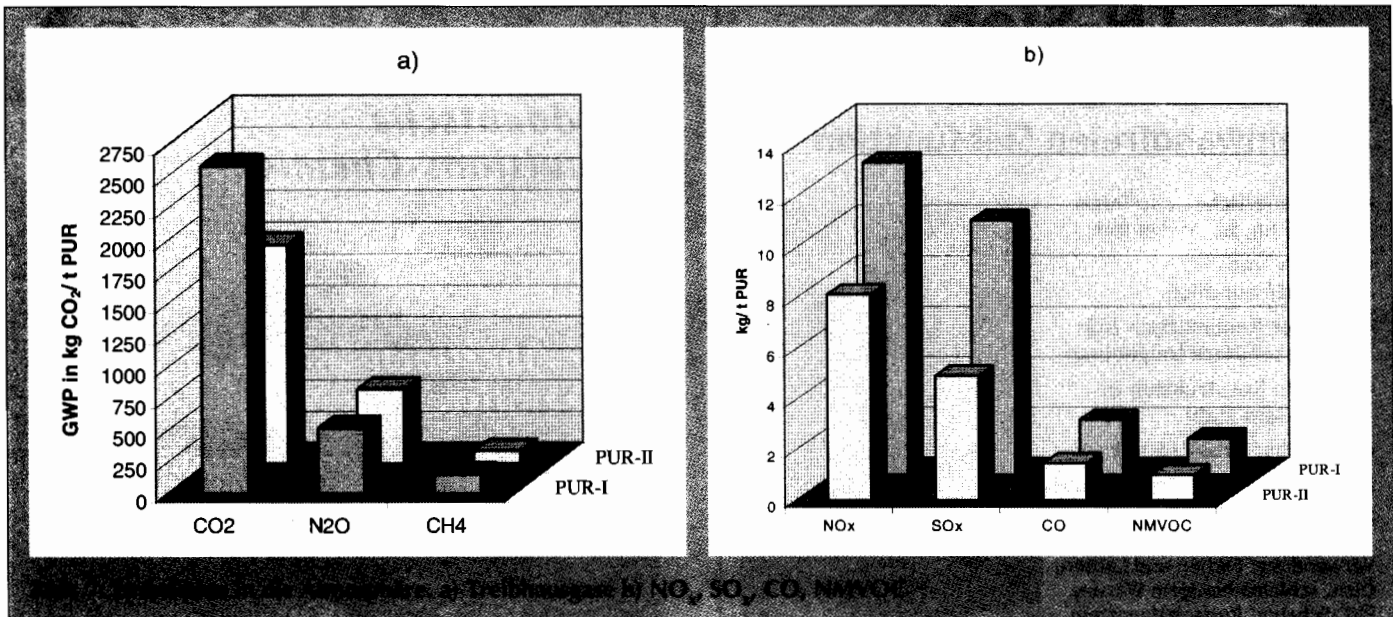 a)
GWP in kg CO₂/ t PUR
2750
2500
2250
2000
1750
1500
1250
1000
750
500
250
0
CO2 N2O CH4
PUR-II
PUR-I
b)
kg/ t PUR
14
12
10
8
6
4
2
0
NOx SOx CO NMVOC
PUR-I
PUR-II
a) Treibhausgase b) NOₓ, SOₓ, CO, NMVOC